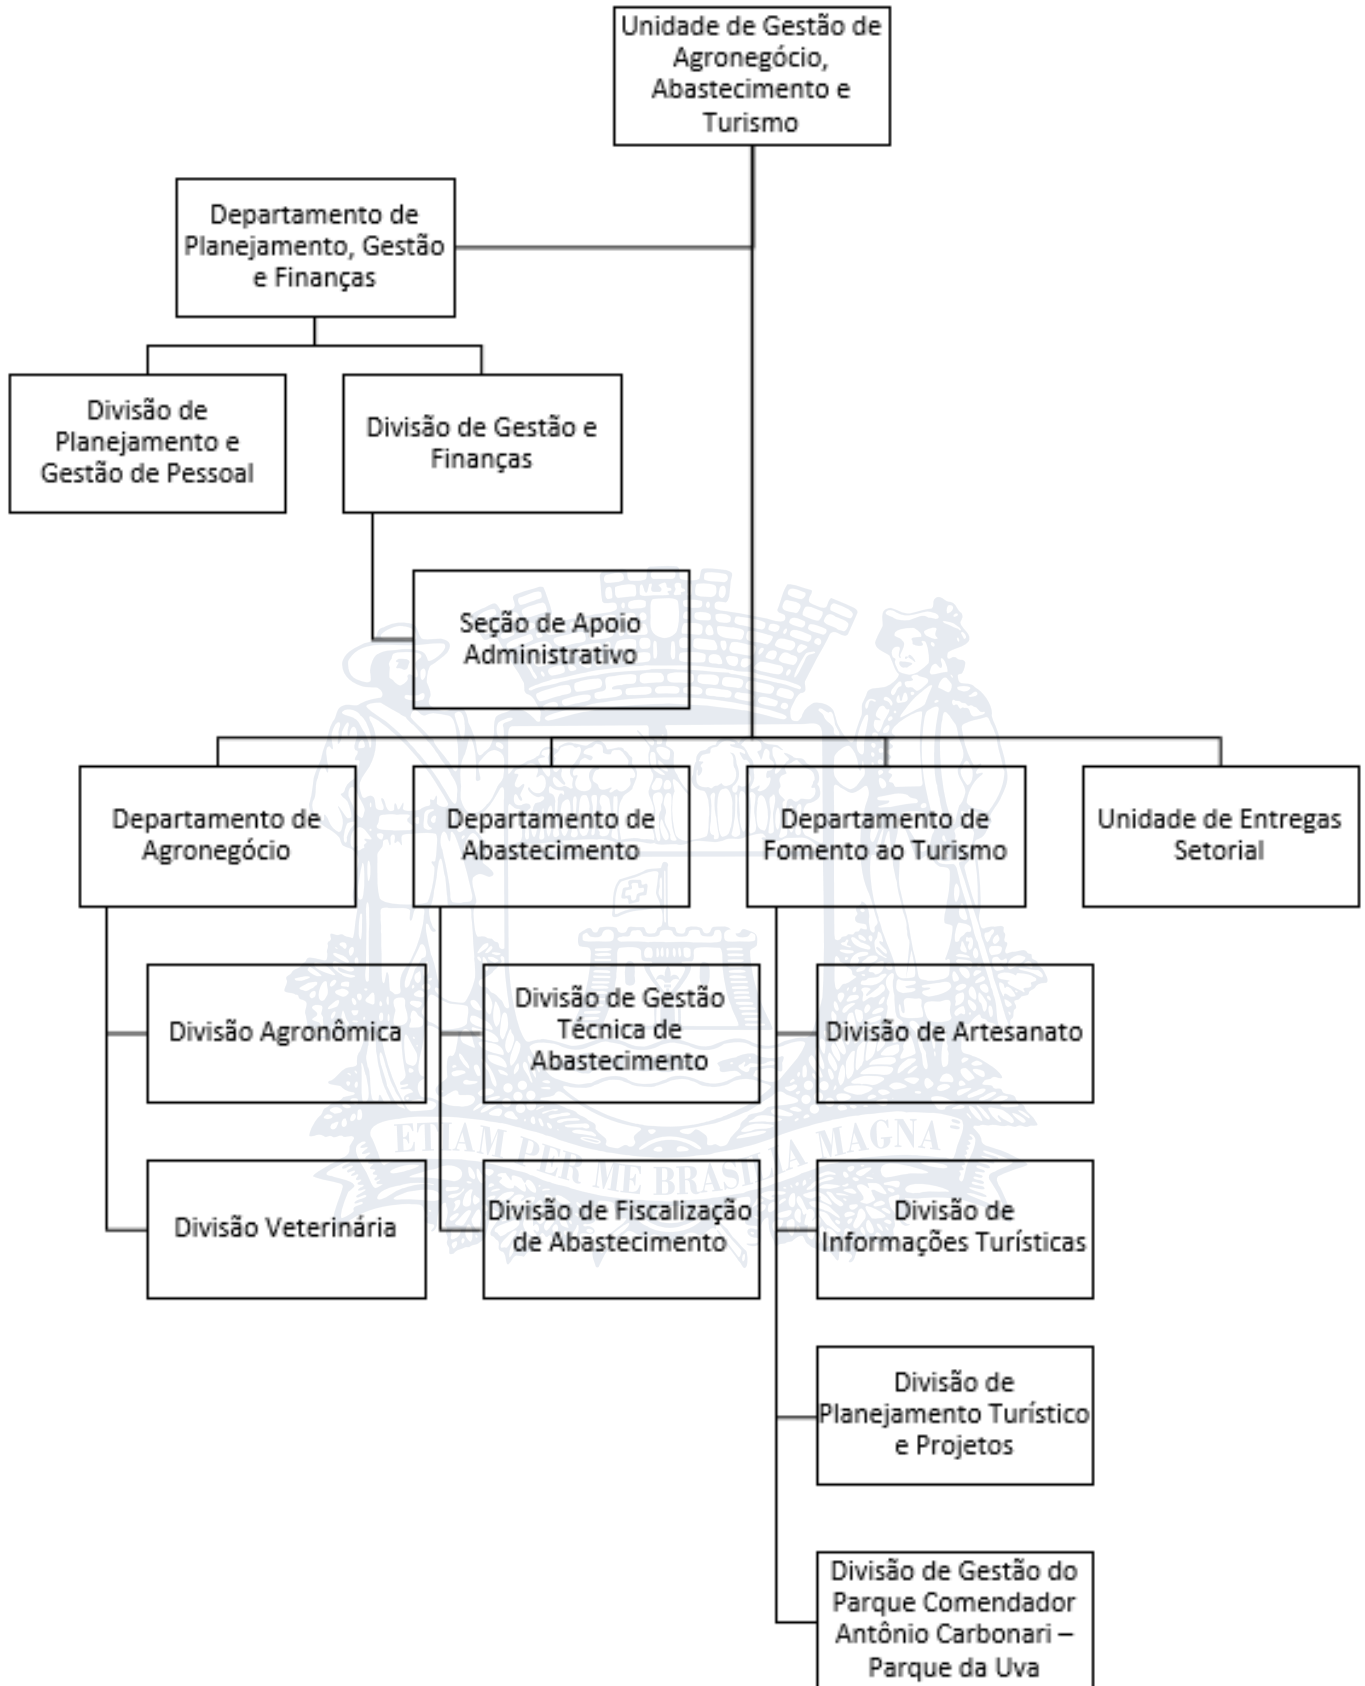 Unidade de Gestão de
Agronegócio,
Abastecimento e
Turismo
Departamento de
Planejamento, Gestão
e Finanças
Divisão de
Planejamento e
Gestão de Pessoal
Divisão de Gestão e
Finanças
Seção de Apoio
Administrativo
Departamento de
Agronegócio
Departamento de
Abastecimento
Departamento de
Fomento ao Turismo
Unidade de Entregas
Setorial
Divisão Agronômica
Divisão de Gestão
Técnica de
Abastecimento
Divisão de Artesanato
ETIAM PER ME BRASILIA MAGNA
Divisão Veterinária
Divisão de Fiscalização
de Abastecimento
Divisão de
Informações Turísticas
Divisão de
Planejamento Turístico
e Projetos
Divisão de Gestão do
Parque Comendador
Antônio Carbonari –
Parque da Uva